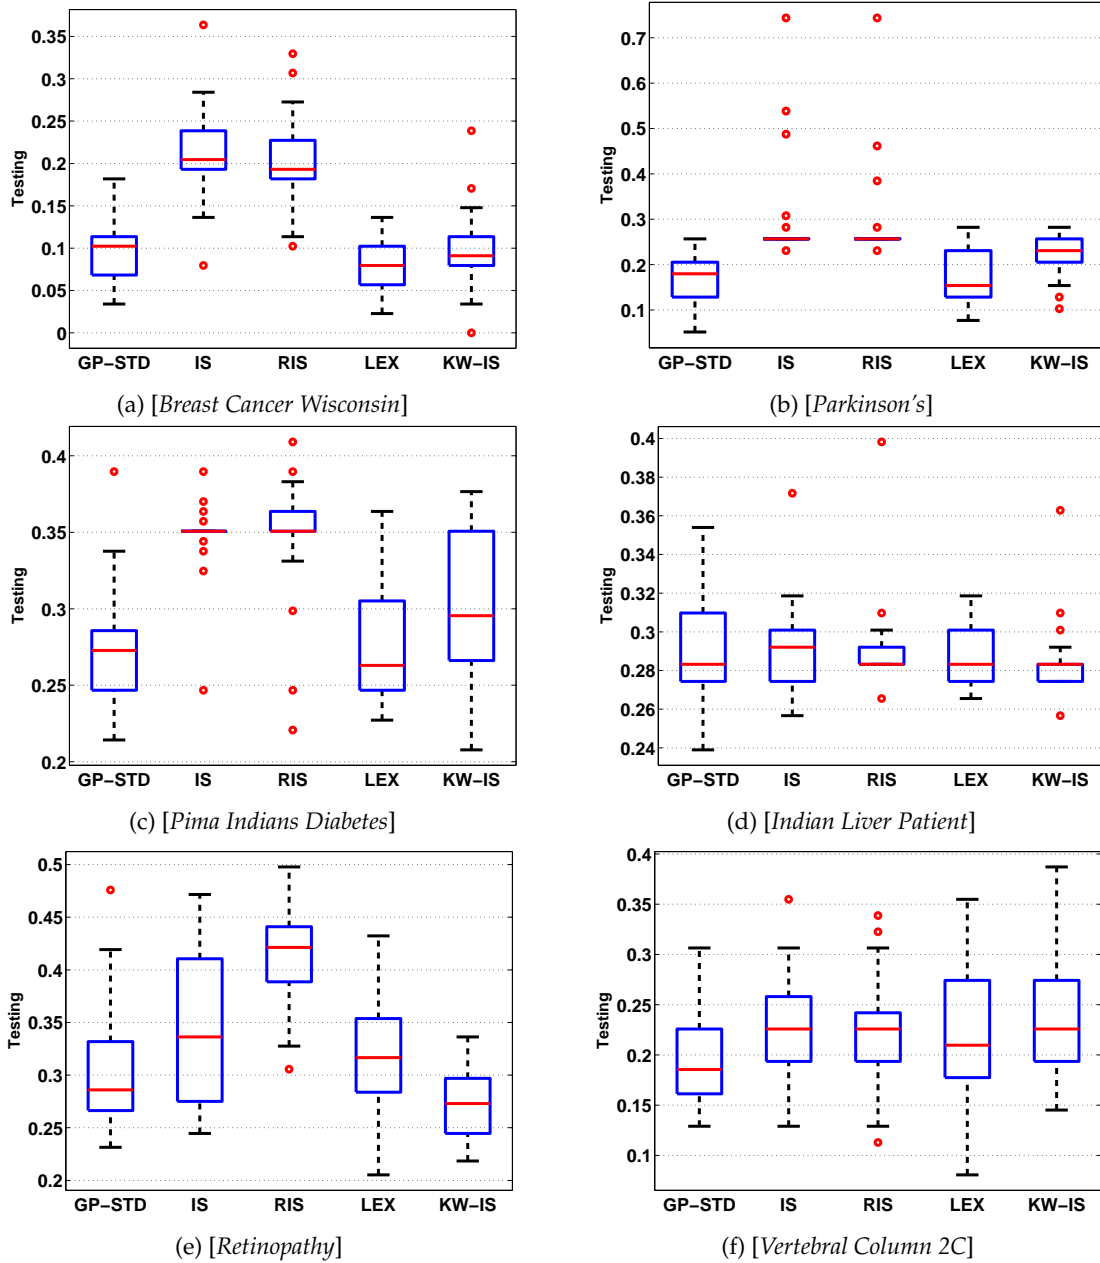 0.35
0.3
0.25
0.2
0.15
0.1
0.05
0
Testing
GP−STD IS RIS LEX KW−IS
(a) [Breast Cancer Wisconsin]
0.7
0.6
0.5
0.4
0.3
0.2
0.1
Testing
GP−STD IS RIS LEX KW−IS
(b) [Parkinson's]
0.4
0.35
0.3
0.25
0.2
Testing
GP−STD IS RIS LEX KW−IS
(c) [Pima Indians Diabetes]
0.4
0.38
0.36
0.34
0.32
0.3
0.28
0.26
0.24
Testing
GP−STD IS RIS LEX KW−IS
(d) [Indian Liver Patient]
0.5
0.45
0.4
0.35
0.3
0.25
0.2
Testing
GP−STD IS RIS LEX KW−IS
(e) [Retinopathy]
0.4
0.35
0.3
0.25
0.2
0.15
0.1
Testing
GP−STD IS RIS LEX KW−IS
(f) [Vertebral Column 2C]